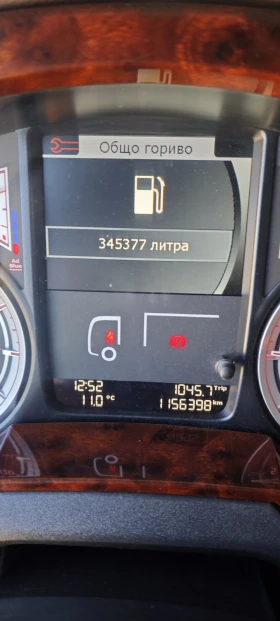 Общо гориво
345377 литра
12:52
1045.7 Trip
11.0 °C
1156398 km